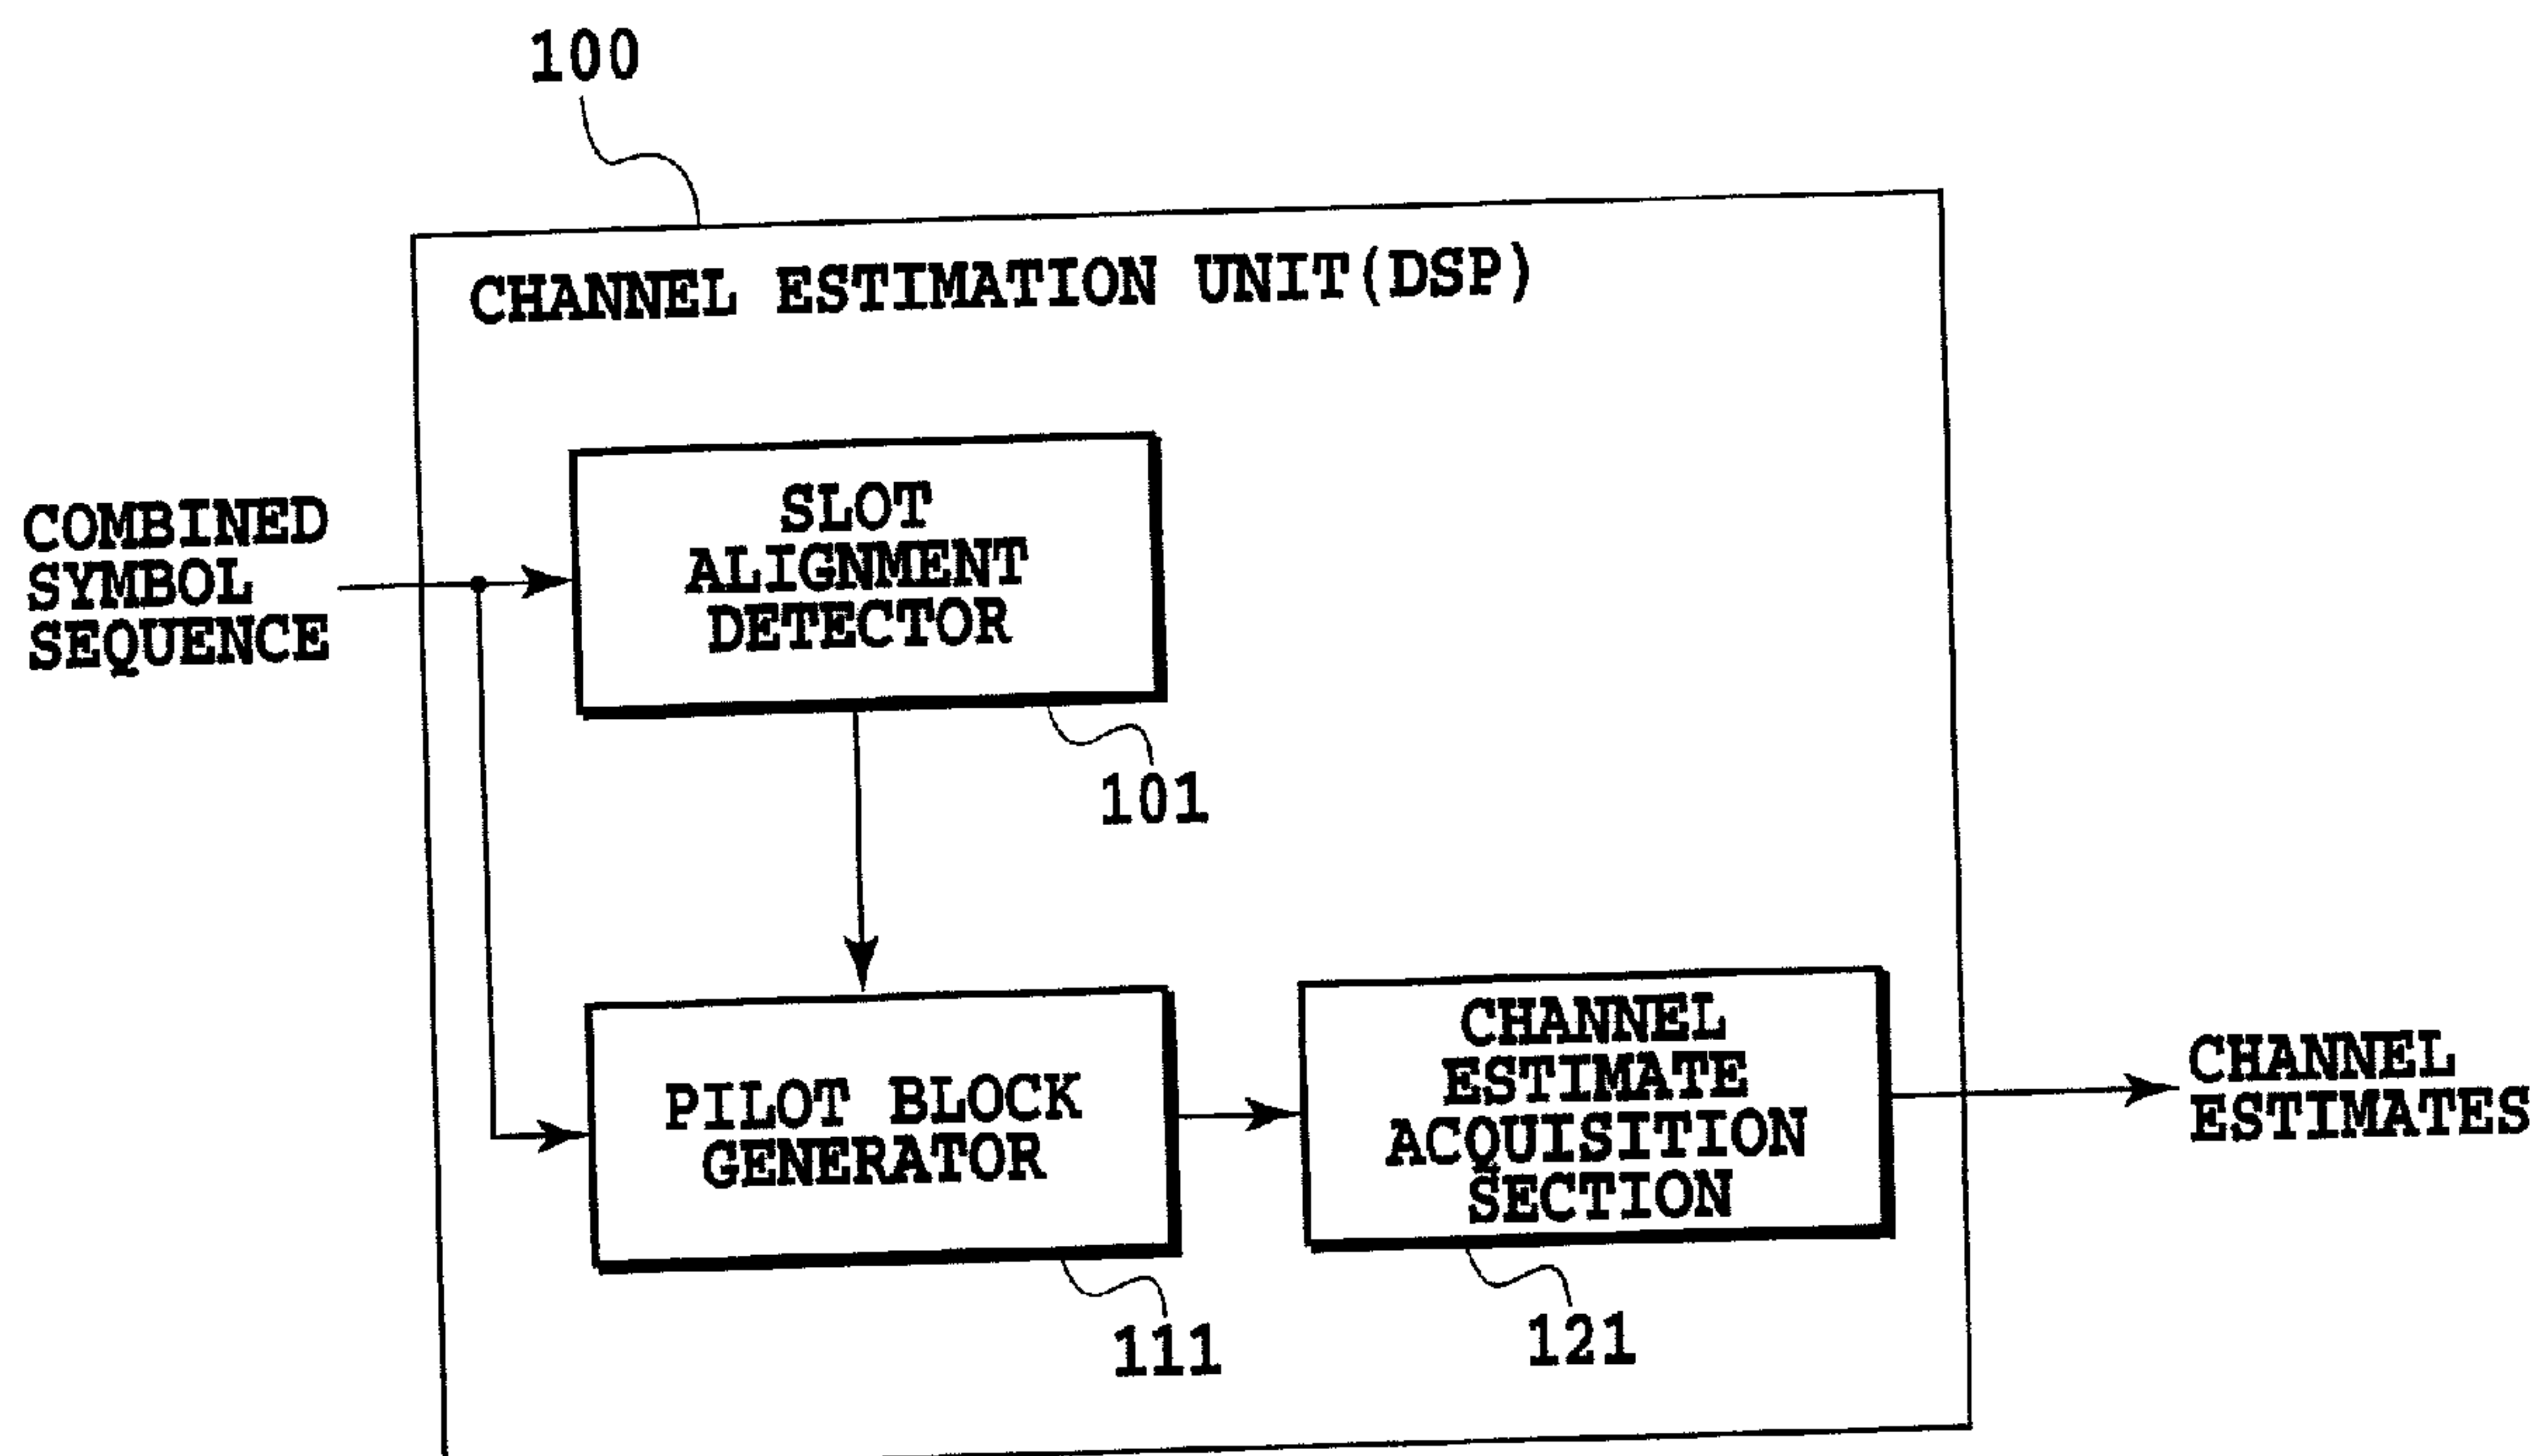 100
CHANNEL ESTIMATION UNIT(DSP)
COMBINED
SYMBOL
SEQUENCE
SLOT
ALIGNMENT
DETECTOR
101
PILOT BLOCK
GENERATOR
111
CHANNEL
ESTIMATE
ACQUISITION
SECTION
121
CHANNEL
ESTIMATES